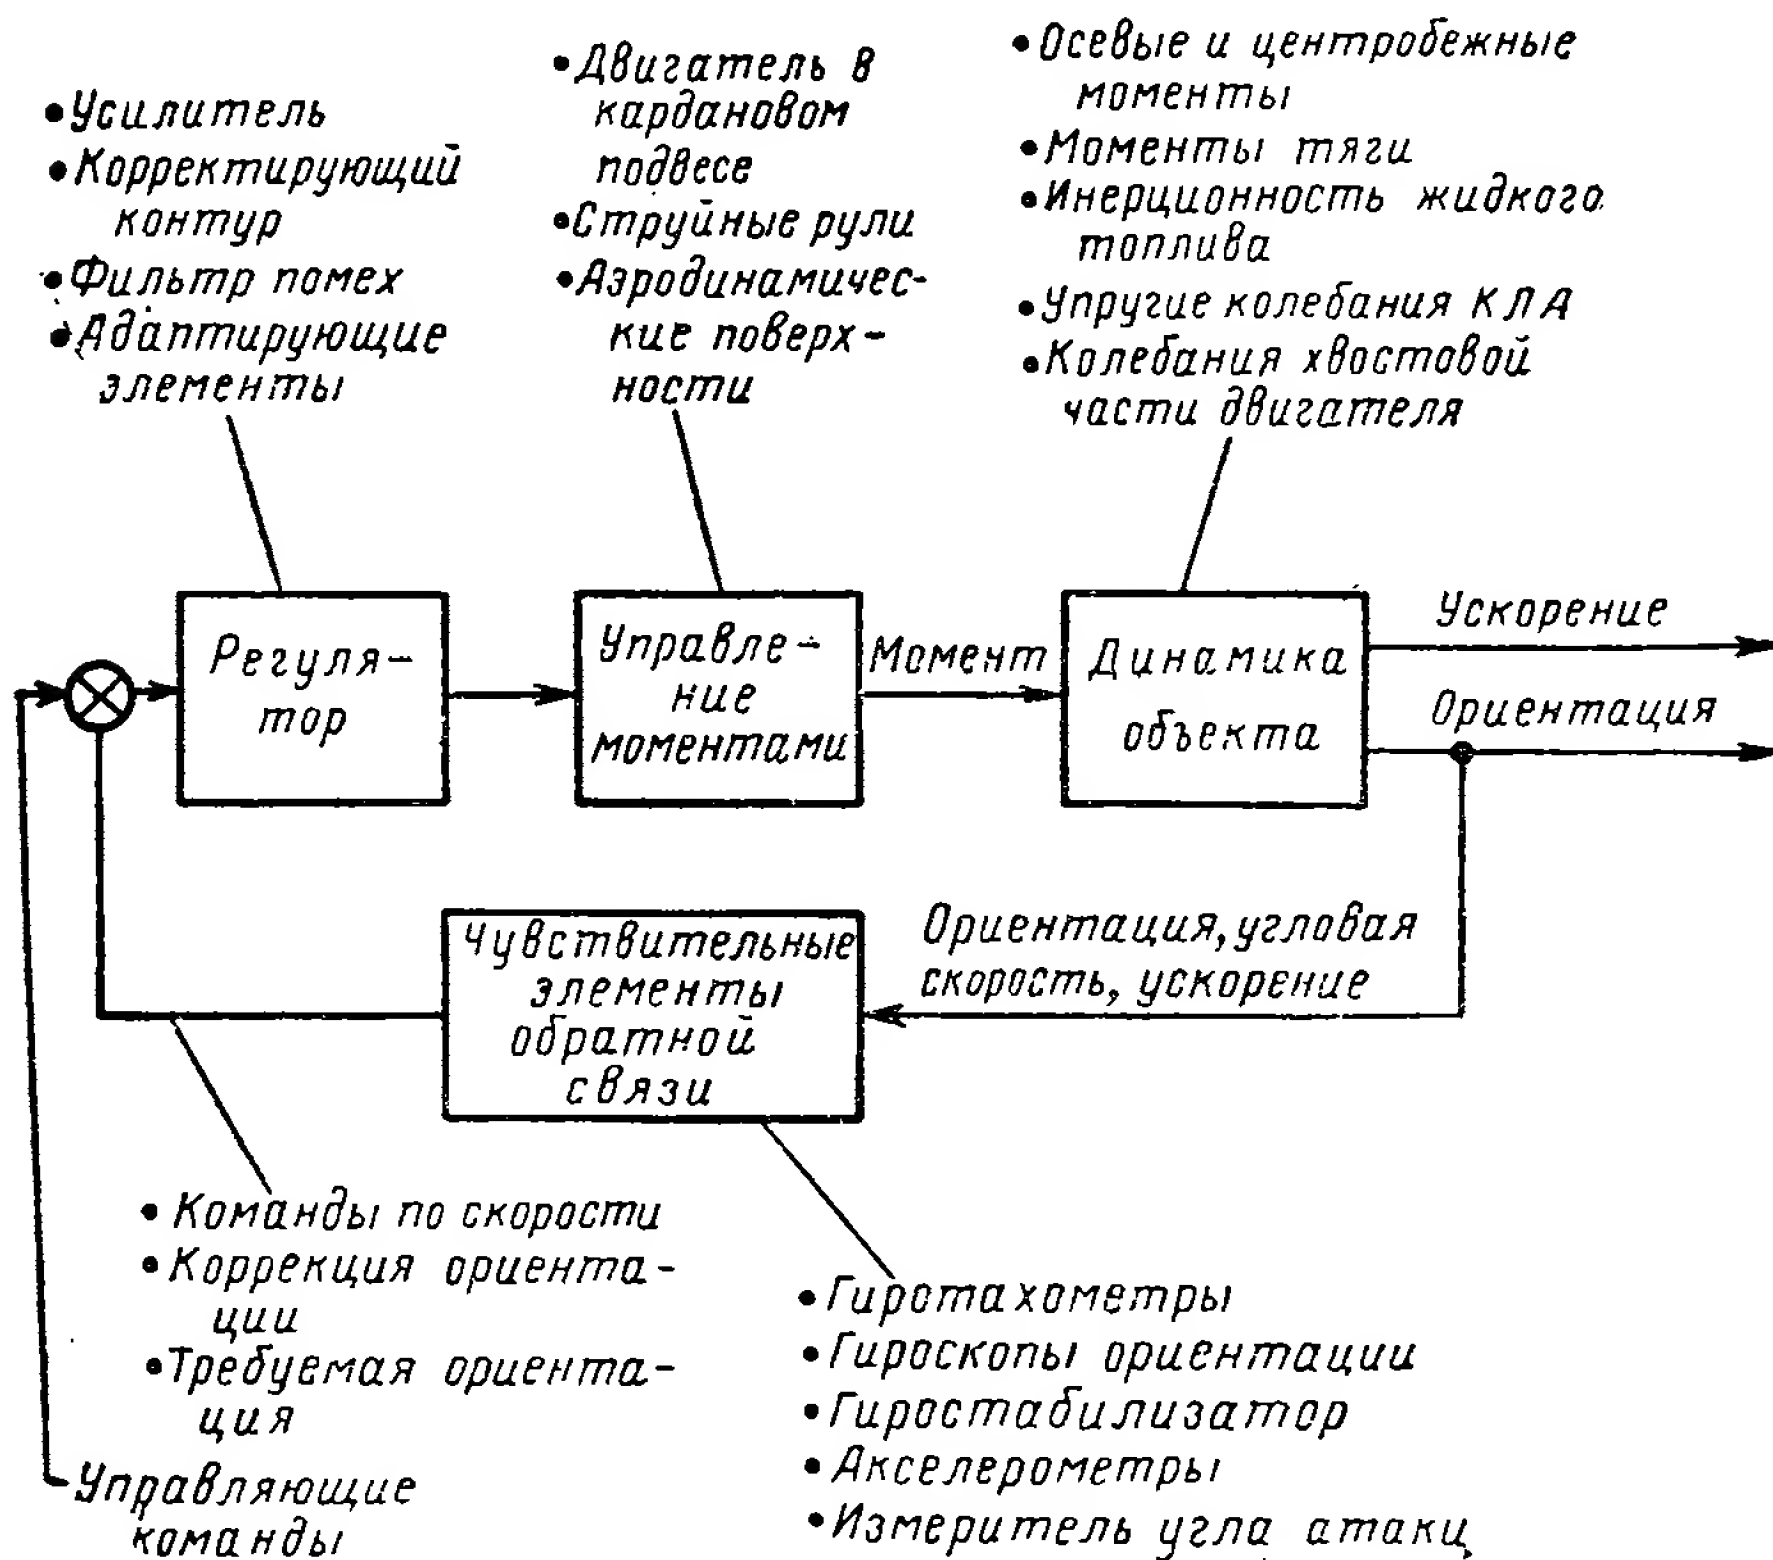 •Усилитель
•Корректирующий
контур
•Фильтр помех
•Адаптирующие
элементы
•Двигатель в
кардановом
подвесе
•Струйные рули
•Аэродинамичес-
кие поверх-
ности
•Осевые и центробежные
моменты
•Моменты тяги
•Инерционность жидкого
топлива
•Упругие колебания КЛА
•Колебания хвостовой
части двигателя
Регуля-
тор
Управле-
ние
моментами
Момент
Динамика
объекта
Ускорение
Ориентация
Чувствительные
элементы
обратной
связи
Ориентация, угловая
скорость, ускорение
•Команды по скорости
•Коррекция ориента-
ции
•Требуемая ориента-
ция
Управляющие
команды
•Гиротахометры
•Гироскопы ориентации
•Гиростабилизатор
•Акселерометры
•Измеритель угла атаки